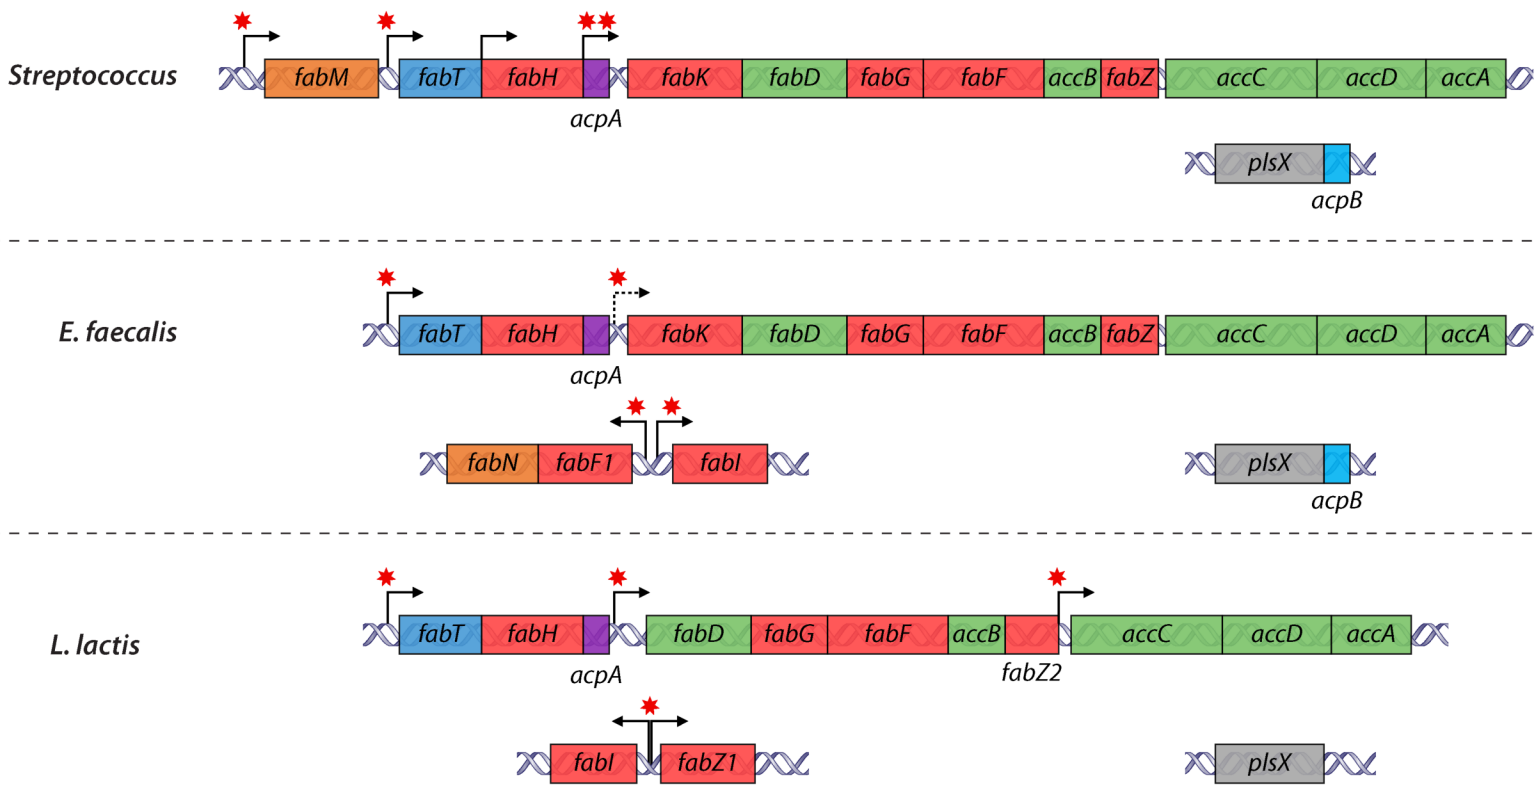 Streptococcus fabM fabT fabH fabK fabD fabG fabF accB fabZ accC accD accA
acpA
plsX
acpB
E. faecalis fabT fabH fabK fabD fabG fabF accB fabZ accC accD accA
acpA
fabN fabF1 fabI plsX
acpB
L. lactis fabT fabH fabD fabG fabF accB accC accD accA
acpA fabZ2
fabI fabZ1 plsX